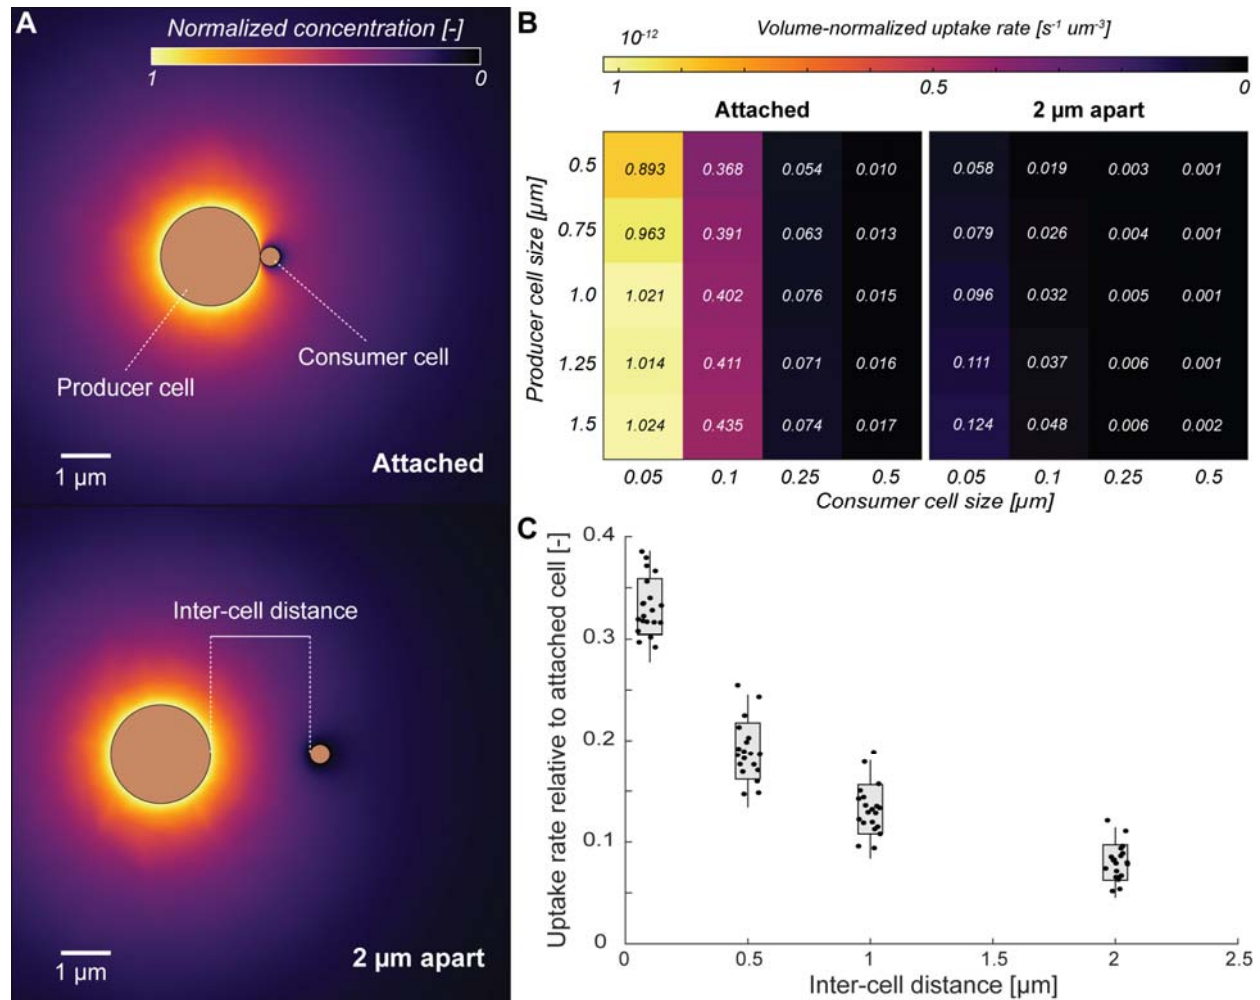 A
Normalized concentration [-]
1 0
Producer cell
Consumer cell
1 µm
Attached
Inter-cell distance
1 µm
2 µm apart
B
Volume-normalized uptake rate [s-1 um-3]
10-12
1 0.5 0
Attached 2 µm apart
Producer cell size [µm]
0.5 0.893 0.368 0.054 0.010 0.058 0.019 0.003 0.001
0.75 0.963 0.391 0.063 0.013 0.079 0.026 0.004 0.001
1.0 1.021 0.402 0.076 0.015 0.096 0.032 0.005 0.001
1.25 1.014 0.411 0.071 0.016 0.111 0.037 0.006 0.001
1.5 1.024 0.435 0.074 0.017 0.124 0.048 0.006 0.002
0.05 0.1 0.25 0.5 0.05 0.1 0.25 0.5
Consumer cell size [µm]
C
Uptake rate relative to attached cell [-]
0.4
0.3
0.2
0.1
0
0 0.5 1 1.5 2 2.5
Inter-cell distance [µm]